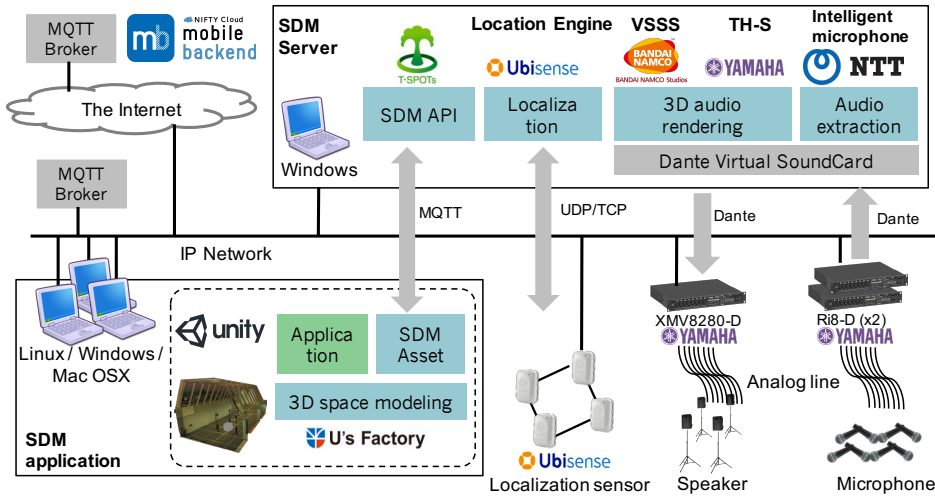 MQTT
Broker
NIFTY Cloud
mb
mobile
backend
The Internet
MQTT
Broker
SDM
Server
T-SPOTs
Location Engine
Ubisense
VSSS
BANDAI
NAMCO
BANDAI NAMCO Studios
TH-S
YAMAHA
Intelligent
microphone
NTT
Windows
SDM API
Localiza
tion
3D audio
rendering
Audio
extraction
Dante Virtual SoundCard
MQTT
UDP/TCP
Dante
Dante
IP Network
Linux / Windows /
Mac OSX
unity
Applica
tion
SDM
Asset
3D space modeling
U's Factory
SDM
application
Ubisense
Localization sensor
XMV8280-D
YAMAHA
Ri8-D (x2)
YAMAHA
Analog line
Speaker
Microphone